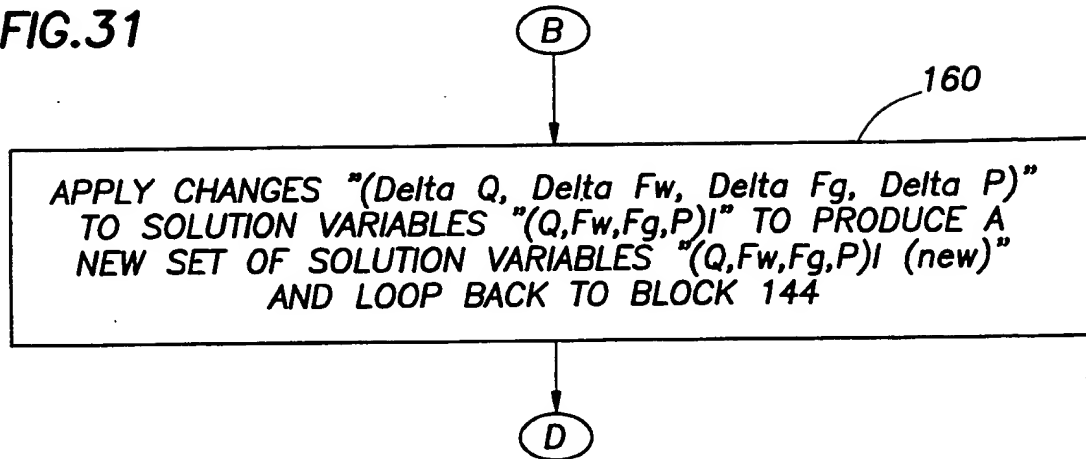 FIG.31
B
160
APPLY CHANGES "(Delta Q, Delta Fw, Delta Fg, Delta P)"
TO SOLUTION VARIABLES "(Q,Fw,Fg,P)I" TO PRODUCE A
NEW SET OF SOLUTION VARIABLES "(Q,Fw,Fg,P)I (new)"
AND LOOP BACK TO BLOCK 144
D